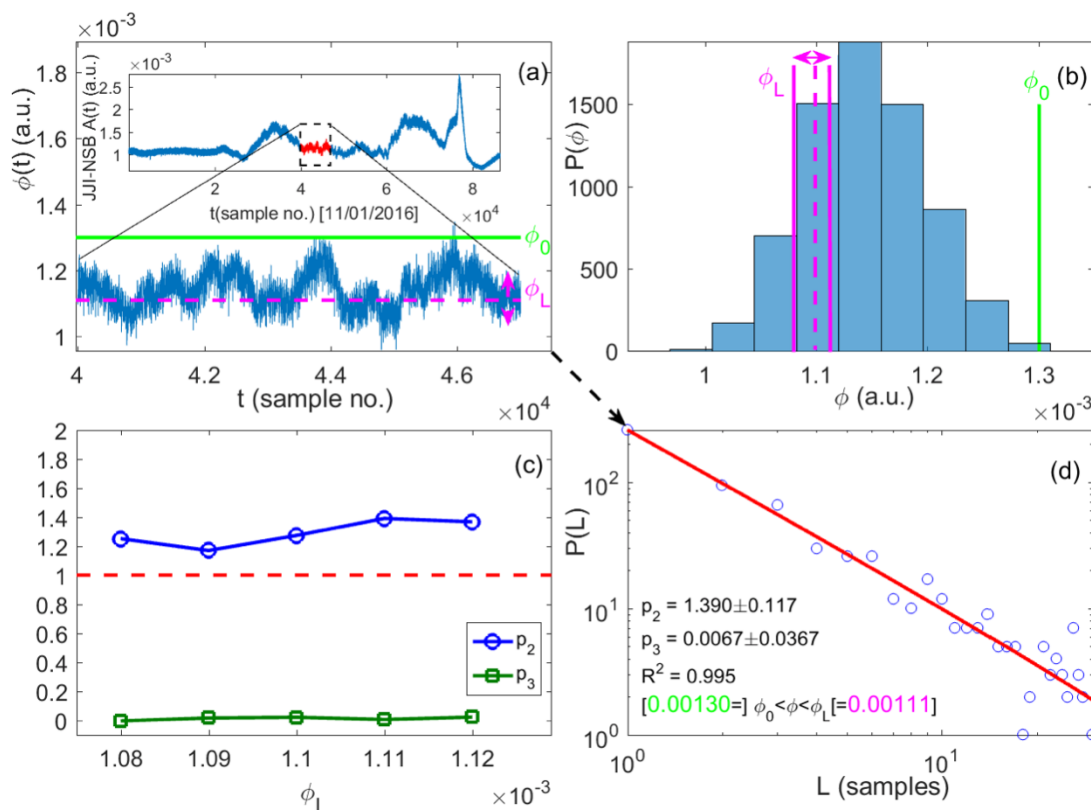 ×10⁻³
1.8
1.6
1.4
1.2
1
ϕ(t) (a.u.)
(a)
JJI-NSB A(t) (a.u.)
×10⁻³
2.5
2
1.5
1
2
4
6
8
t(sample no.) [11/01/2016]
×10⁴
ϕ₀
ϕ_L
4
4.2
4.4
4.6
t (sample no.)
×10⁴
(b)
P(ϕ)
1500
1000
500
0
ϕ_L
ϕ₀
1
1.1
1.2
1.3
ϕ (a.u.)
×10⁻³
(c)
2
1.8
1.6
1.4
1.2
1
0.8
0.6
0.4
0.2
0
p₂
p₃
1.08
1.09
1.1
1.11
1.12
ϕ_L
×10⁻³
(d)
P(L)
10²
10¹
10⁰
p₂ = 1.390±0.117
p₃ = 0.0067±0.0367
R² = 0.995
[0.00130=] ϕ₀<ϕ<ϕ_L[=0.00111]
10⁰
10¹
L (samples)